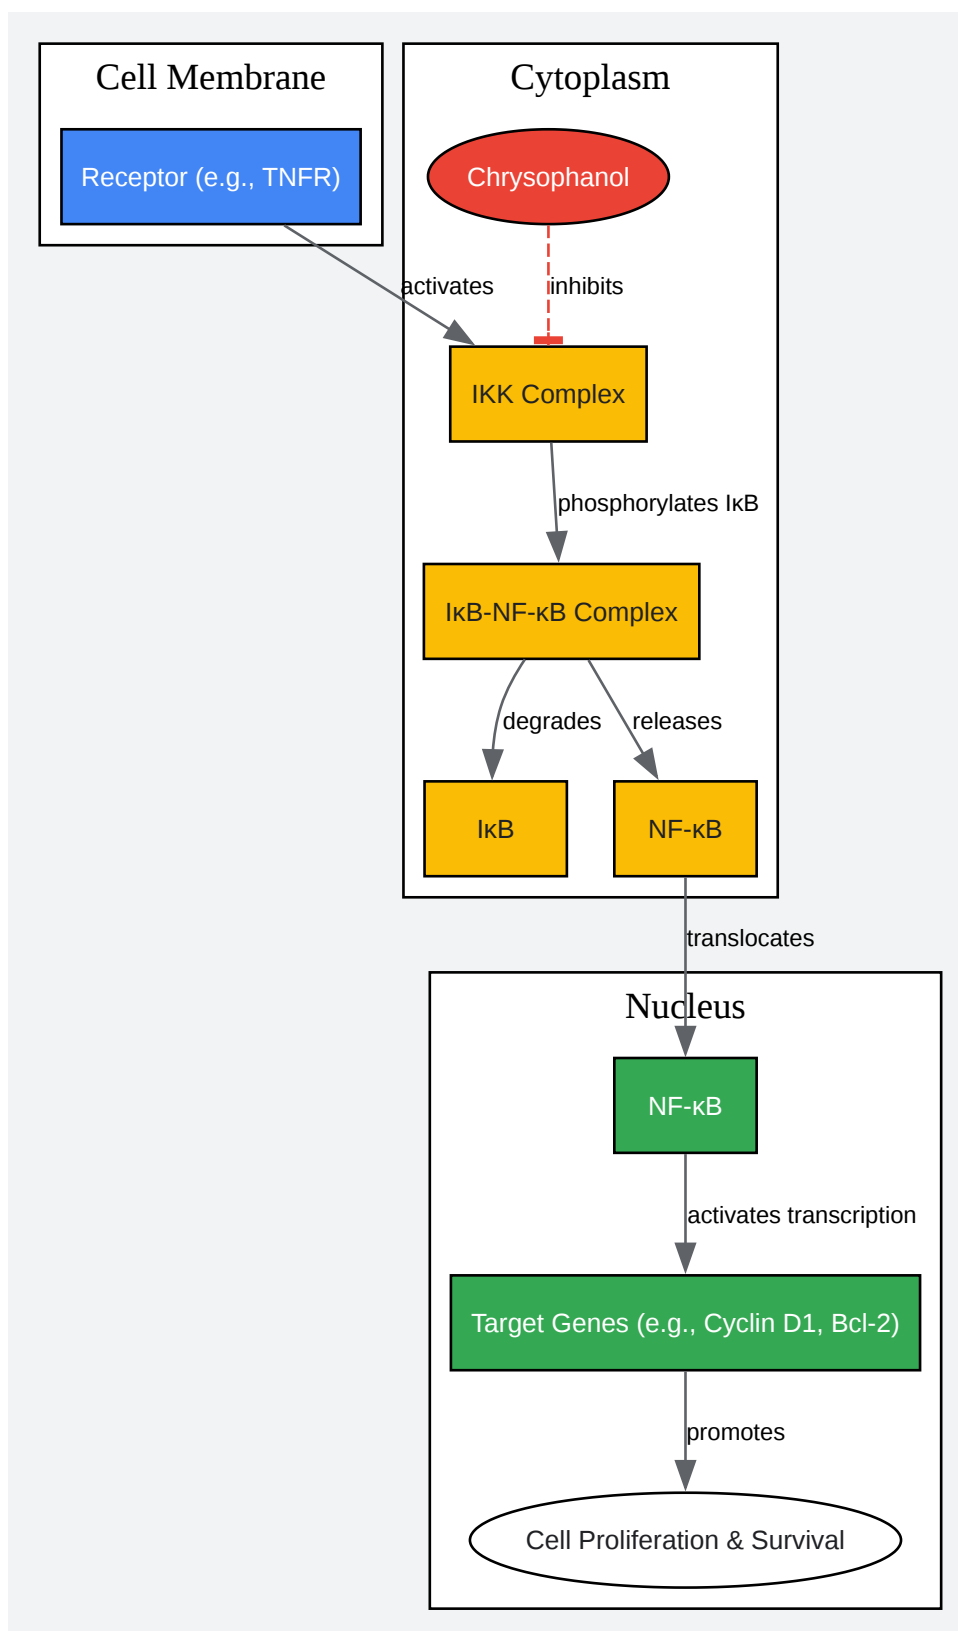 Cell Membrane
Receptor (e.g., TNFR)
Cytoplasm
Chrysophanol
activates
inhibits
IKK Complex
phosphorylates IκB
IκB-NF-κB Complex
degrades
releases
IκB
NF-κB
translocates
Nucleus
NF-κB
activates transcription
Target Genes (e.g., Cyclin D1, Bcl-2)
promotes
Cell Proliferation & Survival